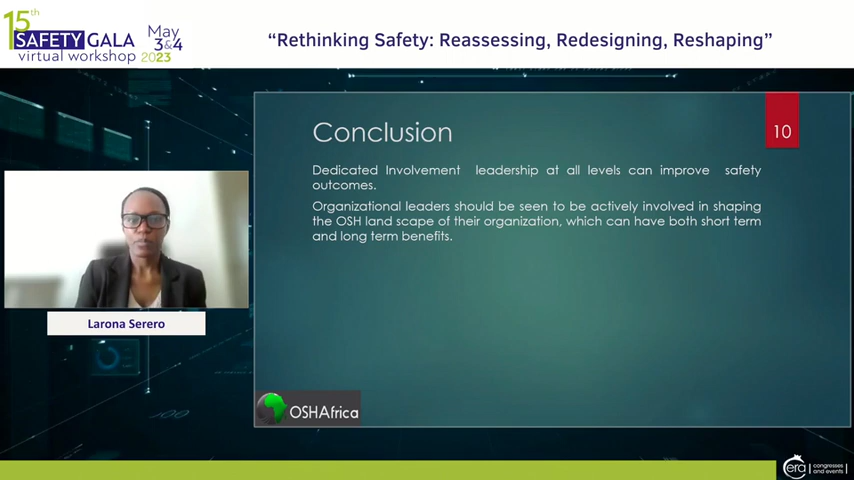 15th
SAFETY GALA
virtual workshop
May
3&4
2023
“Rethinking Safety: Reassessing, Redesigning, Reshaping”
Conclusion
10
Dedicated Involvement leadership at all levels can improve safety
outcomes.
Organizational leaders should be seen to be actively involved in shaping
the OSH land scape of their organization, which can have both short term
and long term benefits.
Larona Serero
OSHAfrica
era
congresses
and events